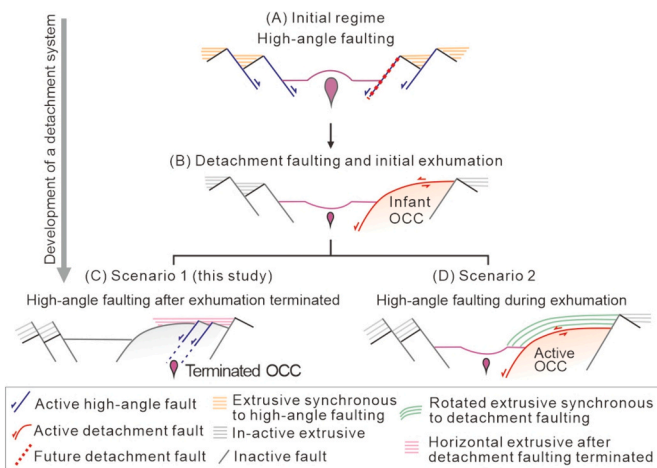 (A) Initial regime
High-angle faulting
Development of a detachment system
(B) Detachment faulting and initial exhumation
Infant
OCC
(C) Scenario 1 (this study)
High-angle faulting after exhumation terminated
Terminated OCC
(D) Scenario 2
High-angle faulting during exhumation
Active
OCC
Active high-angle fault
Active detachment fault
Future detachment fault
Extrusive synchronous
to high-angle faulting
In-active extrusive
Inactive fault
Rotated extrusive synchronous
to detachment faulting
Horizontal extrusive after
detachment faulting terminated